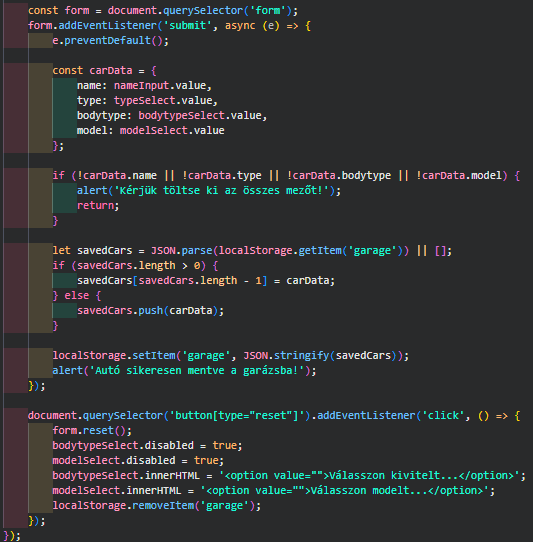 const form = document.querySelector('form');
form.addEventListener('submit', async (e) => {
e.preventDefault();
const carData = {
name: nameInput.value,
type: typeSelect.value,
bodytype: bodytypeSelect.value,
model: modelSelect.value
};
if (!carData.name || !carData.type || !carData.bodytype || !carData.model) {
alert('Kérjük töltse ki az összes mezőt!');
return;
}
let savedCars = JSON.parse(localStorage.getItem('garage')) || [];
if (savedCars.length > 0) {
savedCars[savedCars.length - 1] = carData;
} else {
savedCars.push(carData);
}
localStorage.setItem('garage', JSON.stringify(savedCars));
alert('Autó sikeresen mentve a garázsba!');
});
document.querySelector('button[type="reset"]').addEventListener('click', () => {
form.reset();
bodytypeSelect.disabled = true;
modelSelect.disabled = true;
bodytypeSelect.innerHTML = '<option value="">Válasszon kivitelt...</option>';
modelSelect.innerHTML = '<option value="">Válasszon modelt...</option>';
localStorage.removeItem('garage');
});
});